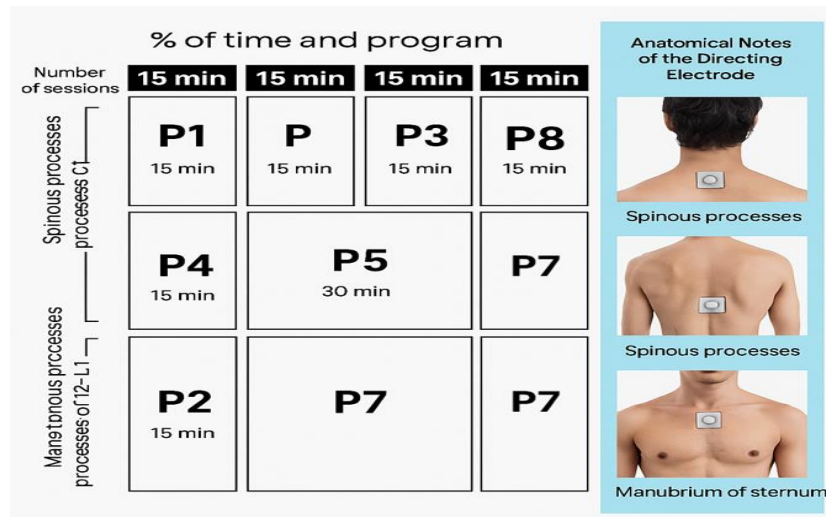 % of time and program
Number
of sessions
15 min
15 min
15 min
15 min
Spinous processes
procesess C1
P1
15 min
P
15 min
P3
15 min
P8
15 min
P4
15 min
P5
30 min
P7
processes of 12-L1
P2
15 min
P7
P7
Anatomical Notes
of the Directing
Electrode
Spinous processes
Spinous processes
Manubrium of sternum